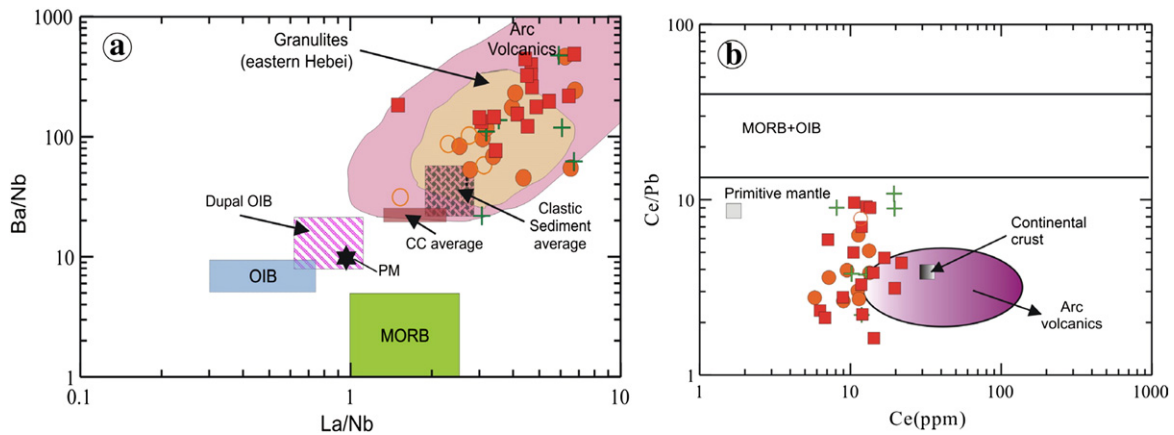 a
1000
100
10
1
Ba/Nb
0.1
1
10
La/Nb
Granulites
(eastern Hebei)
Arc
Volcanics
Dupal OIB
OIB
PM
CC average
Clastic
Sediment
average
MORB
b
100
10
1
Ce/Pb
1
10
100
1000
Ce(ppm)
MORB+OIB
Primitive mantle
Continental
crust
Arc
volcanics